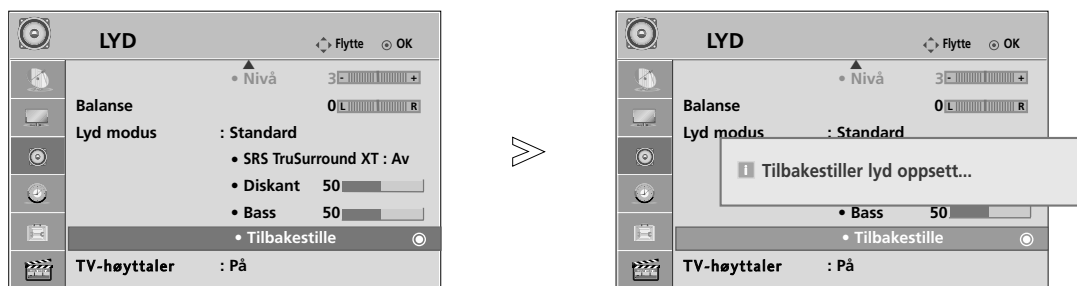 LYD Flytte OK
• Nivå 3 - +
Balanse 0 L R
Lyd modus : Standard
• SRS TruSurround XT : Av
• Diskant 50
• Bass 50
• Tilbakestille
TV-høyttaler : På
LYD Flytte OK
• Nivå 3 - +
Balanse 0 L R
Lyd modus : Standard
i Tilbakestiller lyd oppsett...
• Bass 50
• Tilbakestille
TV-høyttaler : På